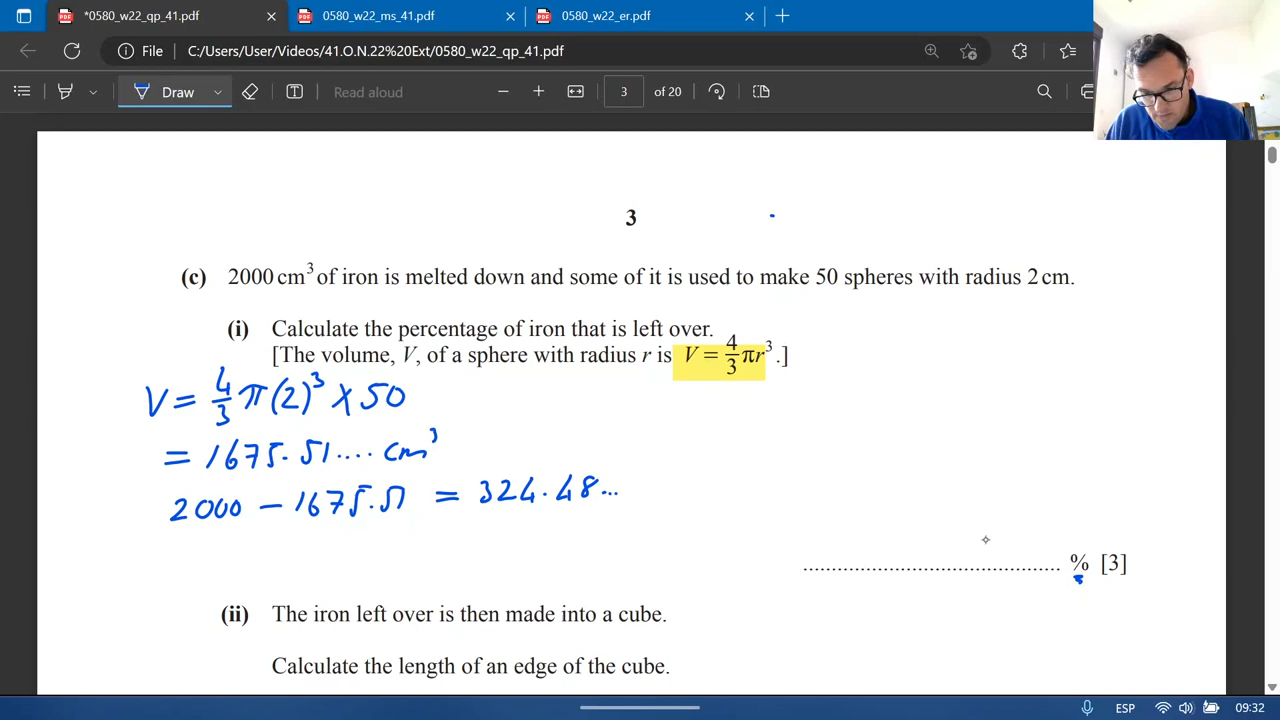 *0580_w22_qp_41.pdf
0580_w22_ms_41.pdf
0580_w22_er.pdf
File C:/Users/User/Videos/41.O.N.22%20Ext/0580_w22_qp_41.pdf
Draw
Read aloud
3 of 20
3
(c) 2000 cm³ of iron is melted down and some of it is used to make 50 spheres with radius 2 cm.
(i) Calculate the percentage of iron that is left over.
[The volume, V, of a sphere with radius r is V = 4/3 πr³.]
V = 4/3 π(2)³ × 50
= 1675.51.... cm³
2000 – 1675.51 = 324.48...
............................................. % [3]
(ii) The iron left over is then made into a cube.
Calculate the length of an edge of the cube.
ESP 09:32